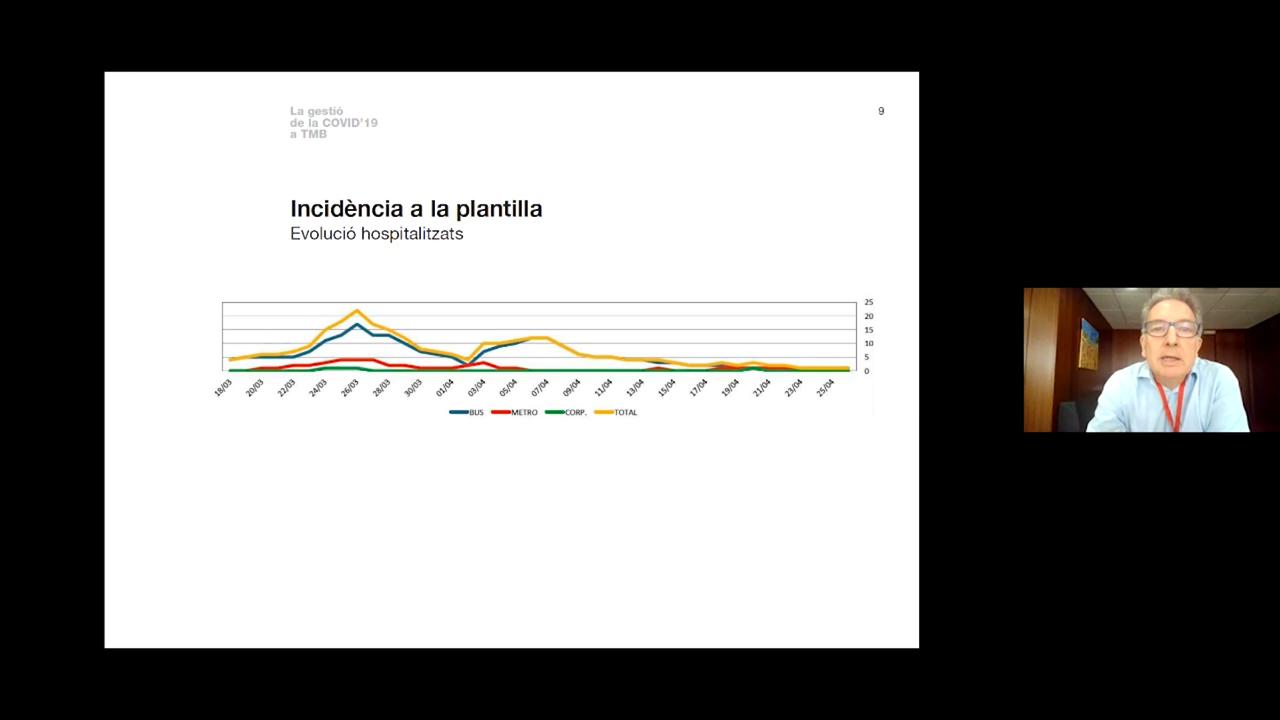 La gestió
de la COVID'19
a TMB
9
Incidència a la plantilla
Evolució hospitalitzats
25
20
15
10
5
0
18/03 20/03 22/03 24/03 26/03 28/03 30/03 01/04 03/04 05/04 07/04 09/04 11/04 13/04 15/04 17/04 19/04 21/04 23/04 25/04
BUS METRO CORP. TOTAL